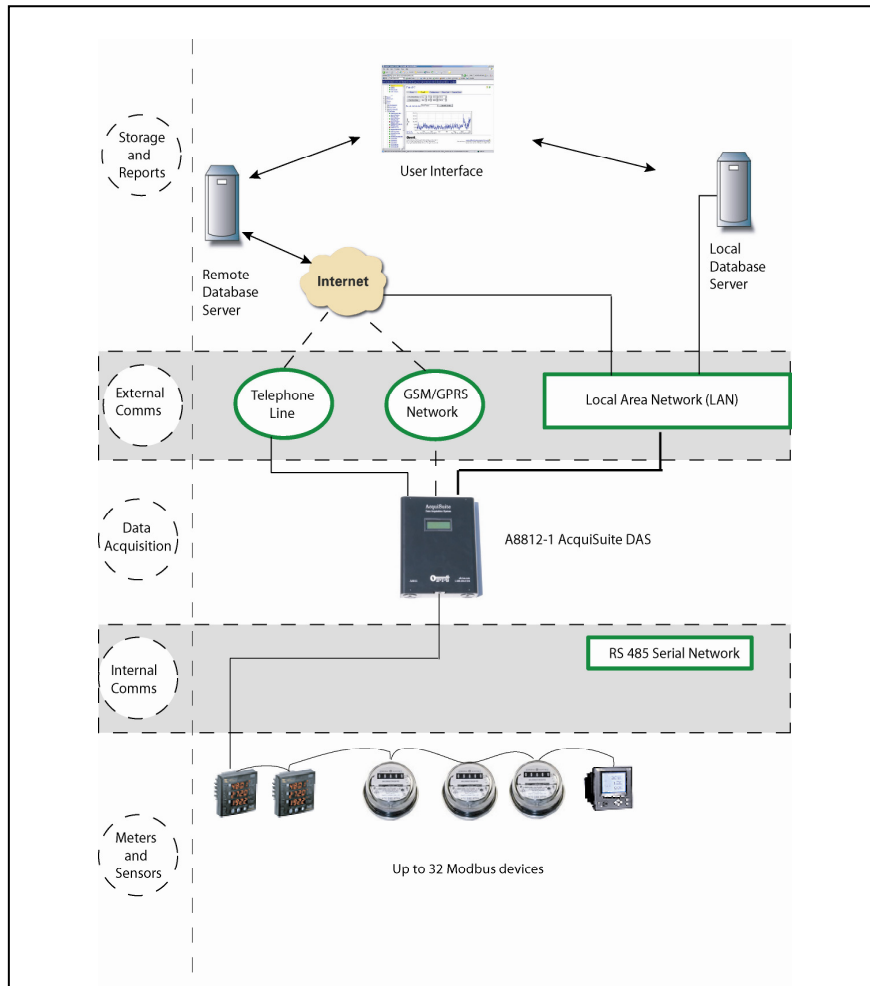 Storage
and
Reports
User Interface
Remote
Database
Server
Internet
Local
Database
Server
External
Comms
Telephone
Line
GSM/GPRS
Network
Local Area Network (LAN)
Data
Acquisition
AcquiSuite
A8812-1 AcquiSuite DAS
Internal
Comms
RS 485 Serial Network
Meters
and
Sensors
Up to 32 Modbus devices